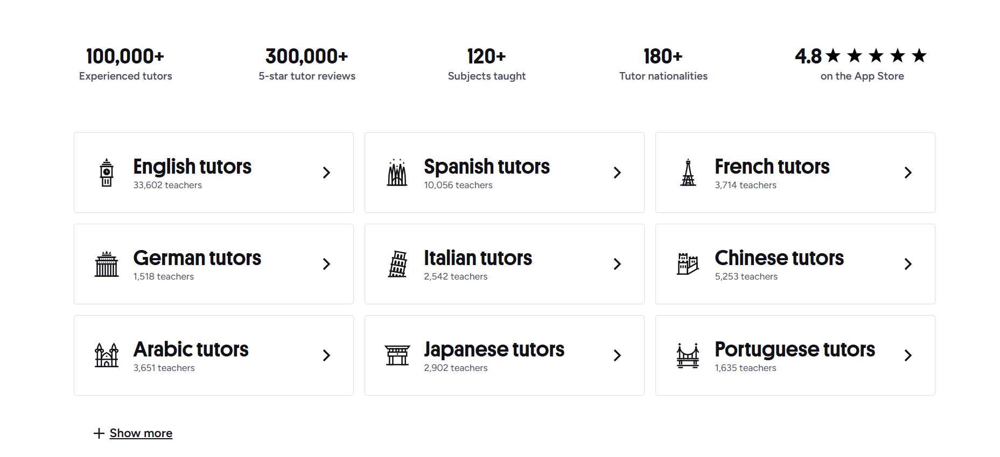 100,000+
Experienced tutors
300,000+
5-star tutor reviews
120+
Subjects taught
180+
Tutor nationalities
4.8 ★ ★ ★ ★ ★
on the App Store
English tutors
33,602 teachers
Spanish tutors
10,056 teachers
French tutors
3,714 teachers
German tutors
1,518 teachers
Italian tutors
2,542 teachers
Chinese tutors
5,253 teachers
Arabic tutors
3,651 teachers
Japanese tutors
2,902 teachers
Portuguese tutors
1,635 teachers
+ Show more